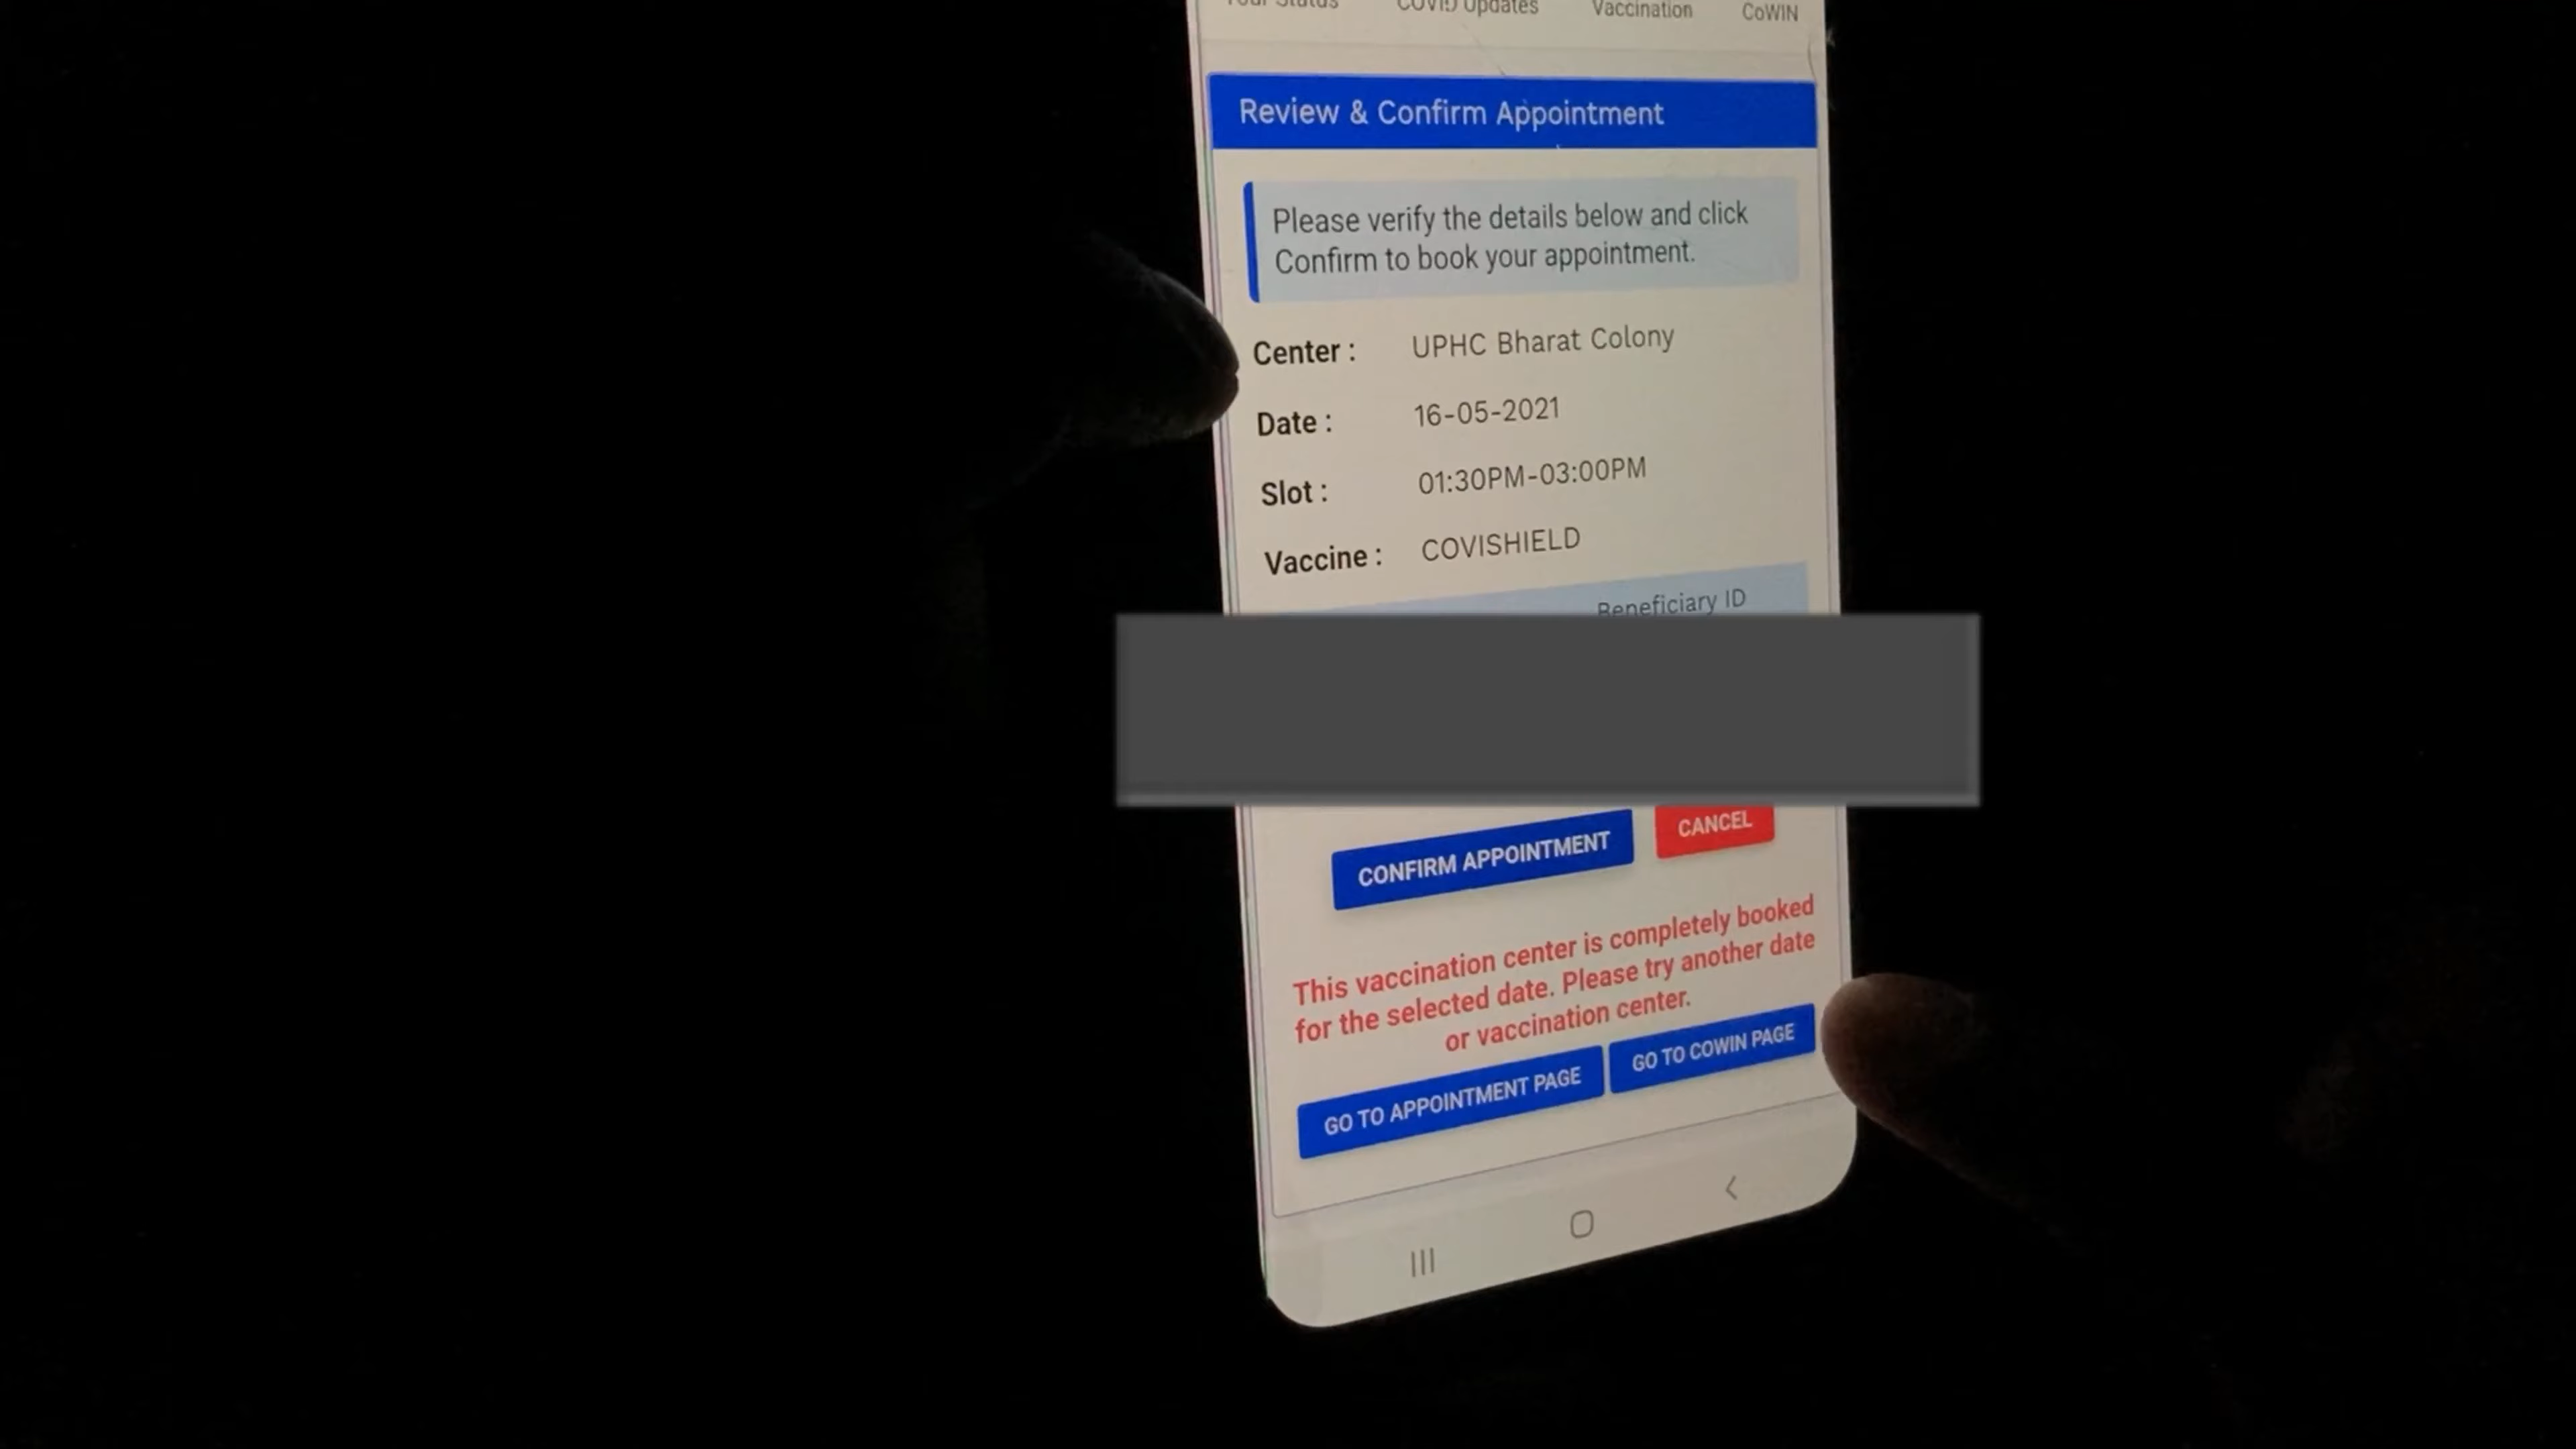 Your Status COVID Updates Vaccination CoWIN
Review & Confirm Appointment
Please verify the details below and click
Confirm to book your appointment.
Center : UPHC Bharat Colony
Date : 16-05-2021
Slot : 01:30PM-03:00PM
Vaccine : COVISHIELD
Beneficiary ID
CONFIRM APPOINTMENT CANCEL
This vaccination center is completely booked
for the selected date. Please try another date
or vaccination center.
GO TO APPOINTMENT PAGE GO TO COWIN PAGE